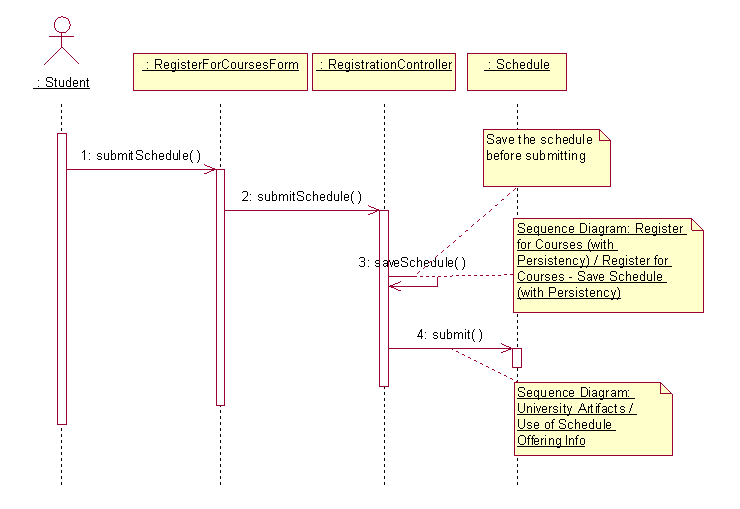 : Student
: RegisterForCoursesForm
: RegistrationController
: Schedule
Save the schedule
before submitting
1: submitSchedule( )
2: submitSchedule( )
Sequence Diagram: Register
for Courses (with
Persistency) / Register for
Courses - Save Schedule
(with Persistency)
3: saveSchedule( )
4: submit( )
Sequence Diagram:
University Artifacts /
Use of Schedule
Offering Info